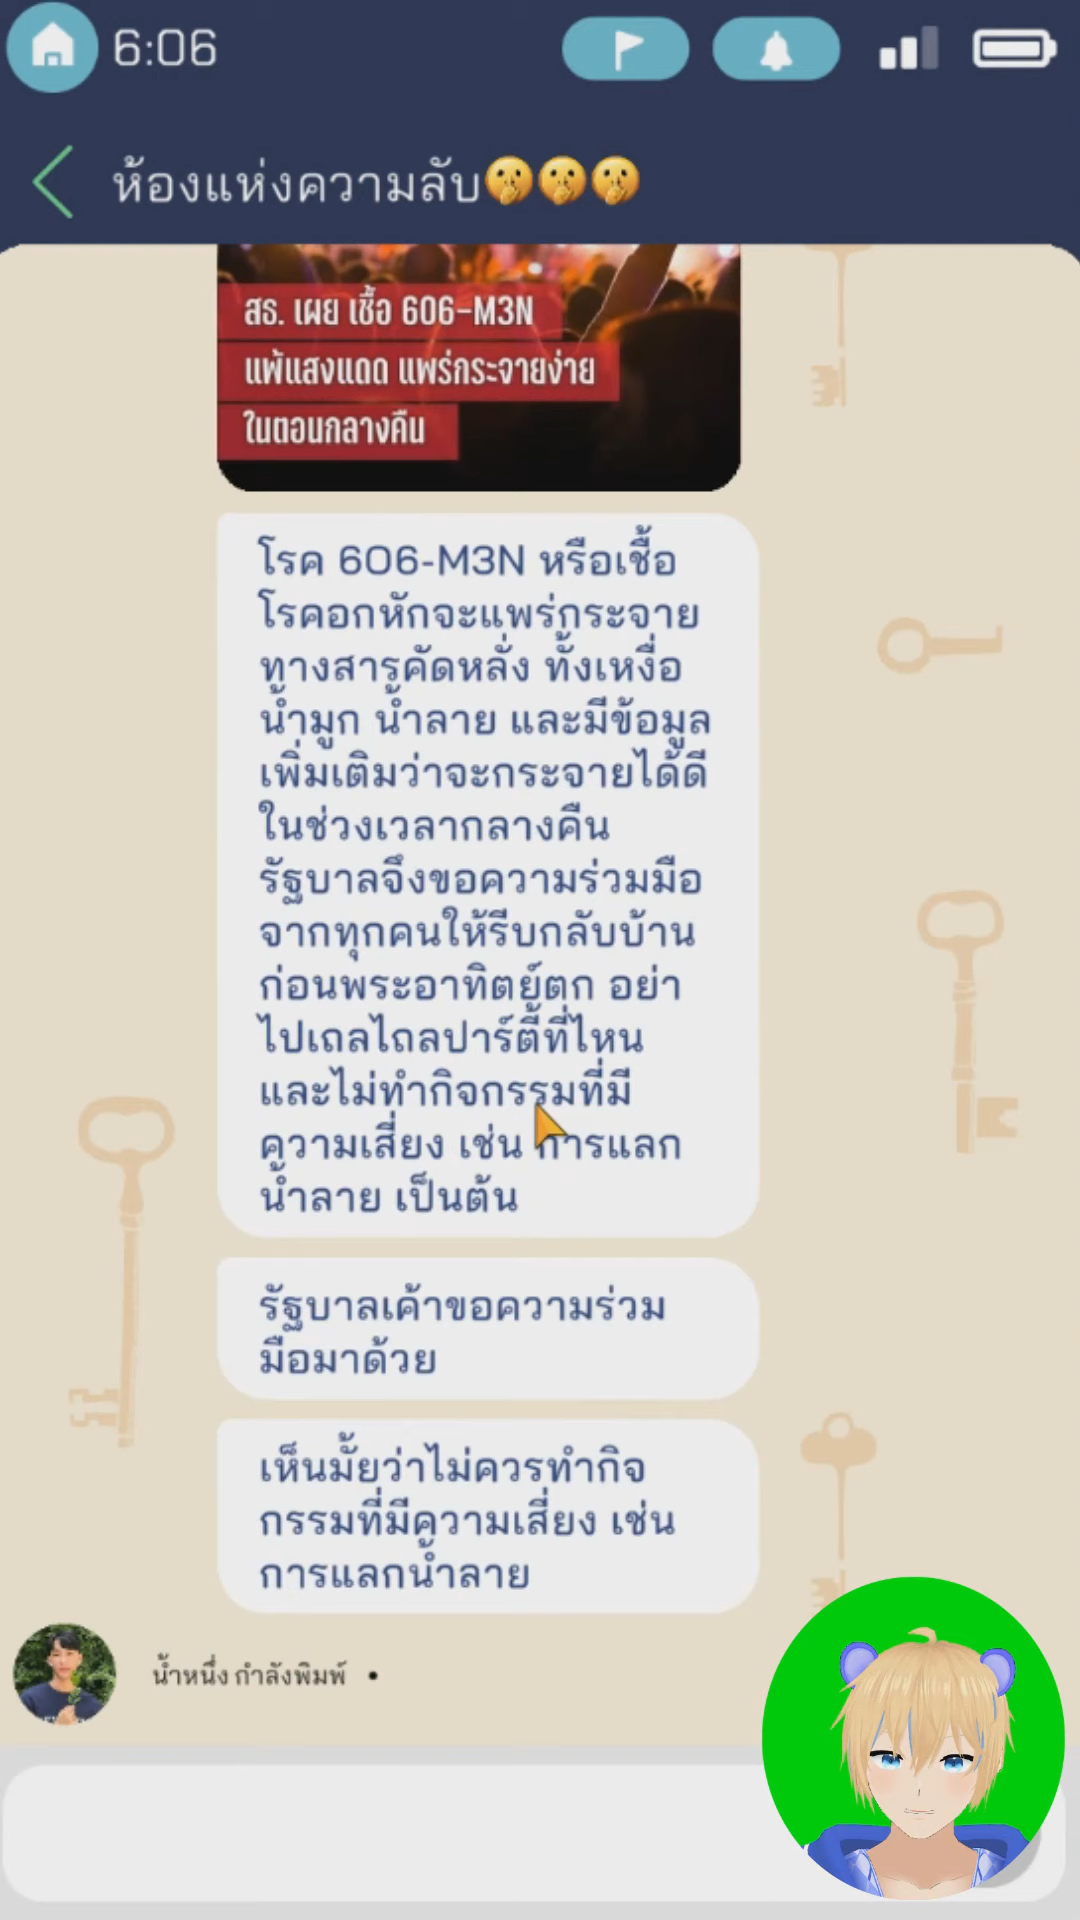 6:06
ห้องแห่งความลับ🤫🤫🤫
สธ. เผย เชื้อ 606-M3N
แพ้แสงแดด แพร่กระจายง่าย
ในตอนกลางคืน
โรค 606-M3N หรือเชื้อ
โรคอกหักจะแพร่กระจาย
ทางสารคัดหลั่ง ทั้งเหงื่อ
น้ำมูก น้ำลาย และมีข้อมูล
เพิ่มเติมว่าจะกระจายได้ดี
ในช่วงเวลากลางคืน
รัฐบาลจึงขอความร่วมมือ
จากทุกคนให้รีบกลับบ้าน
ก่อนพระอาทิตย์ตก อย่า
ไปเถลไถลปาร์ตี้ที่ไหน
และไม่ทำกิจกรรมที่มี
ความเสี่ยง เช่น การแลก
น้ำลาย เป็นต้น
รัฐบาลเค้าขอความร่วม
มือมาด้วย
เห็นมั้ยว่าไม่ควรทำกิจ
กรรมที่มีความเสี่ยง เช่น
การแลกน้ำลาย
น้ำหนึ่ง กำลังพิมพ์ •